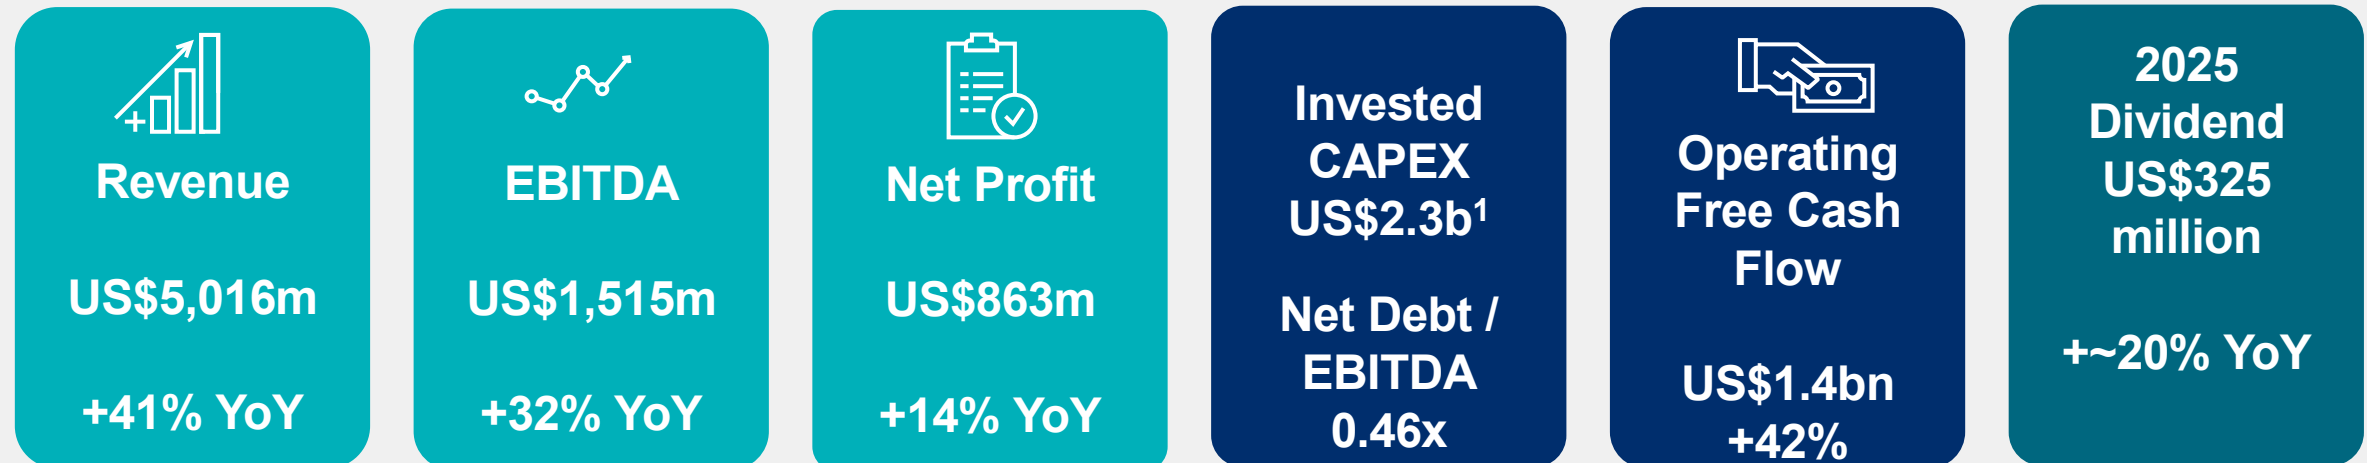 Revenue
US$5,016m
+41% YoY
EBITDA
US$1,515m
+32% YoY
Net Profit
US$863m
+14% YoY
Invested
CAPEX
US$2.3b¹
Net Debt /
EBITDA
0.46x
Operating
Free Cash
Flow
US$1.4bn
+42%
2025
Dividend
US$325
million
+~20% YoY